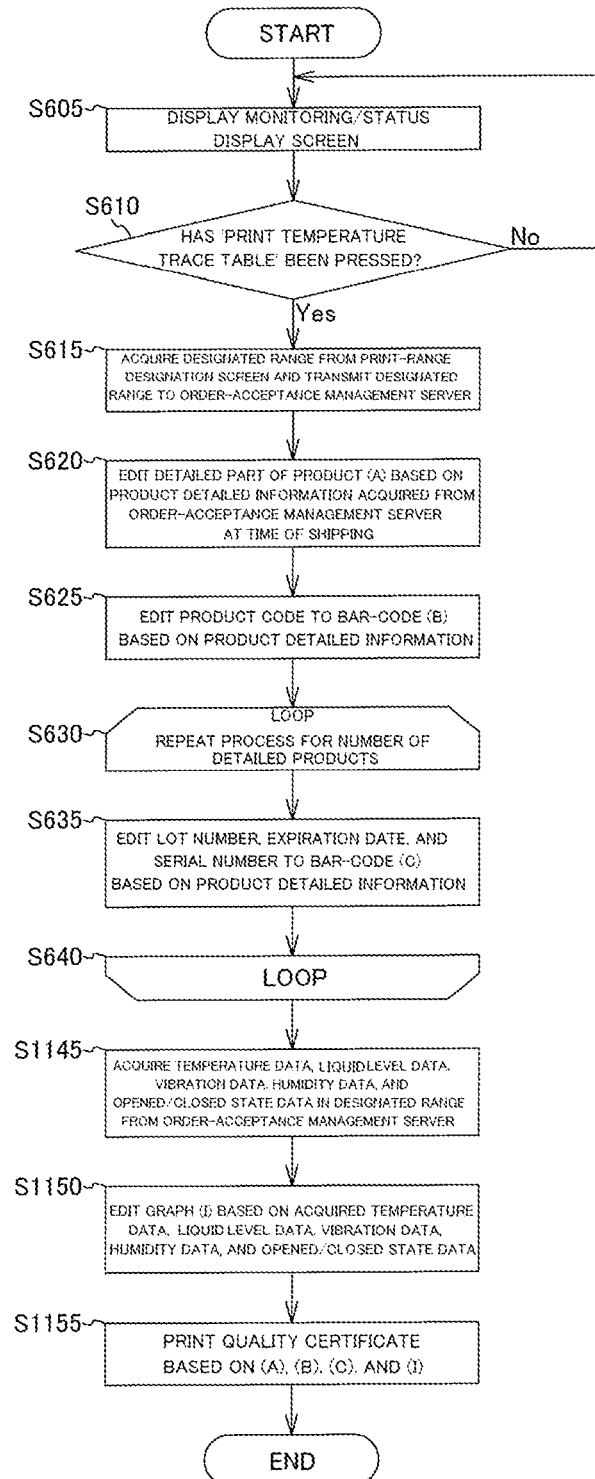 START
S605
DISPLAY MONITORING/STATUS
DISPLAY SCREEN
S610
HAS 'PRINT TEMPERATURE
TRACE TABLE' BEEN PRESSED?
No
Yes
S615
ACQUIRE DESIGNATED RANGE FROM PRINT-RANGE
DESIGNATION SCREEN AND TRANSMIT DESIGNATED
RANGE TO ORDER-ACCEPTANCE MANAGEMENT SERVER
S620
EDIT DETAILED PART OF PRODUCT (A) BASED ON
PRODUCT DETAILED INFORMATION ACQUIRED FROM
ORDER-ACCEPTANCE MANAGEMENT SERVER
AT TIME OF SHIPPING
S625
EDIT PRODUCT CODE TO BAR-CODE (B)
BASED ON PRODUCT DETAILED INFORMATION
LOOP
S630
REPEAT PROCESS FOR NUMBER OF
DETAILED PRODUCTS
S635
EDIT LOT NUMBER, EXPIRATION DATE, AND
SERIAL NUMBER TO BAR-CODE (C)
BASED ON PRODUCT DETAILED INFORMATION
S640
LOOP
S1145
ACQUIRE TEMPERATURE DATA, LIQUID LEVEL DATA,
VIBRATION DATA, HUMIDITY DATA, AND
OPENED/CLOSED STATE DATA IN DESIGNATED RANGE
FROM ORDER-ACCEPTANCE MANAGEMENT SERVER
S1150
EDIT GRAPH (I) BASED ON ACQUIRED TEMPERATURE
DATA, LIQUID LEVEL DATA, VIBRATION DATA,
HUMIDITY DATA, AND OPENED/CLOSED STATE DATA
S1155
PRINT QUALITY CERTIFICATE
BASED ON (A), (B), (C), AND (I)
END